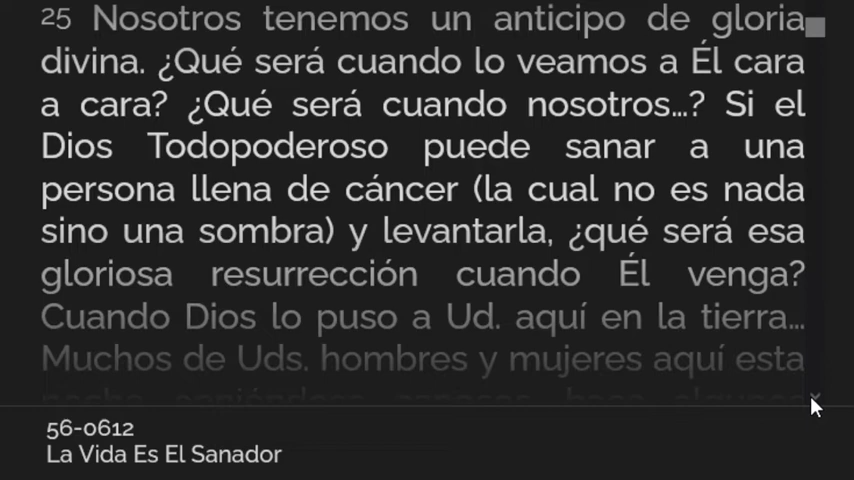 25 Nosotros tenemos un anticipo de gloria
divina. ¿Qué será cuando lo veamos a Él cara
a cara? ¿Qué será cuando nosotros…? Si el
Dios Todopoderoso puede sanar a una
persona llena de cáncer (la cual no es nada
sino una sombra) y levantarla, ¿qué será esa
gloriosa resurrección cuando Él venga?
Cuando Dios lo puso a Ud. aquí en la tierra…
Muchos de Uds. hombres y mujeres aquí esta
56-0612
La Vida Es El Sanador